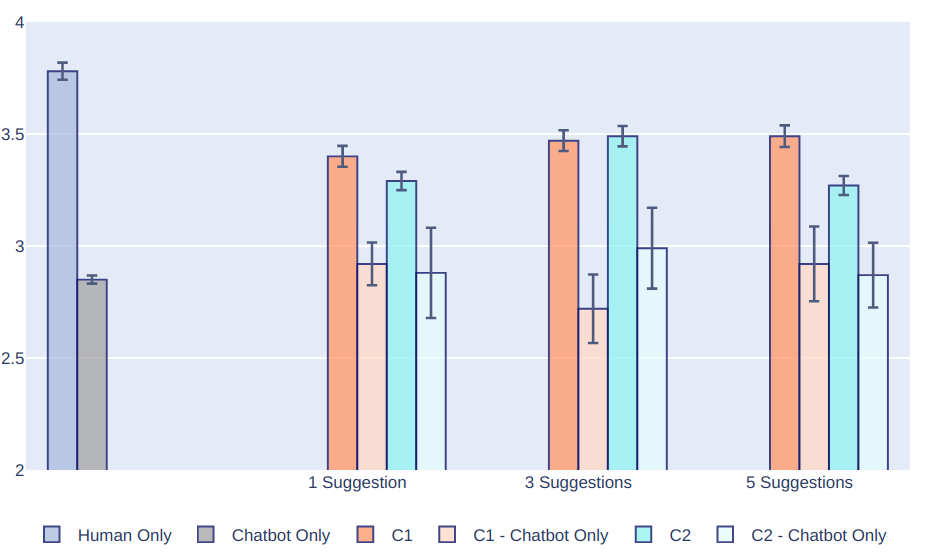 4
3.5
3
2.5
2
1 Suggestion 3 Suggestions 5 Suggestions
Human Only Chatbot Only C1 C1 - Chatbot Only C2 C2 - Chatbot Only